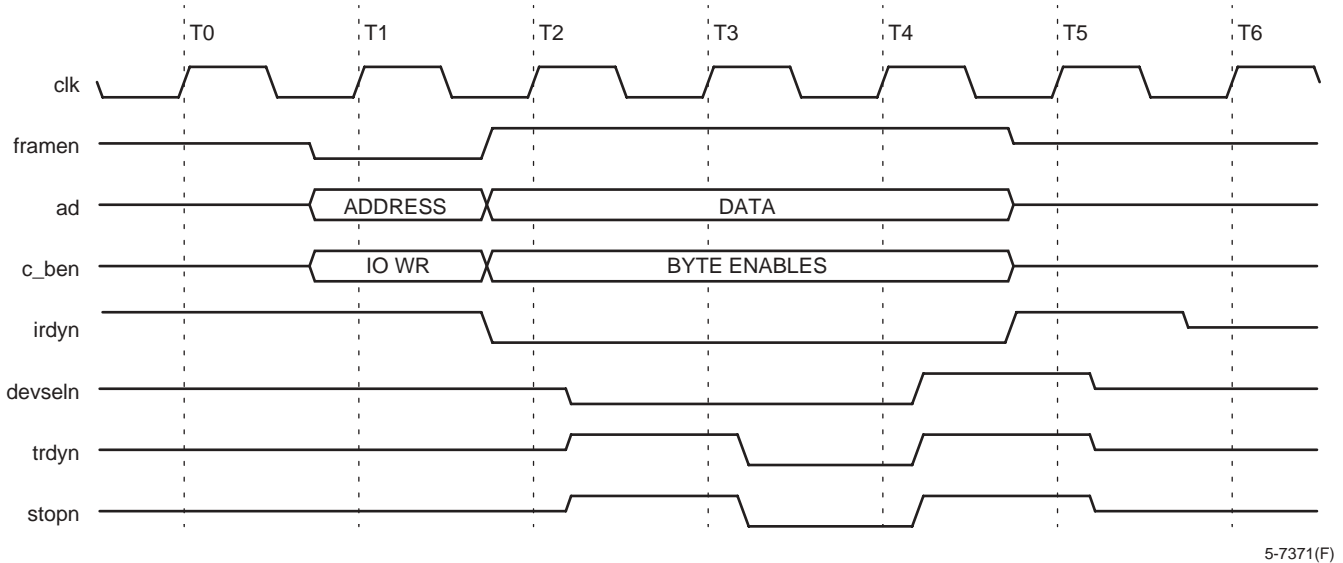 T0 T1 T2 T3 T4 T5 T6
clk
framen
ad ADDRESS DATA
c_ben IO WR BYTE ENABLES
irdyn
devseln
trdyn
stopn
5-7371(F)